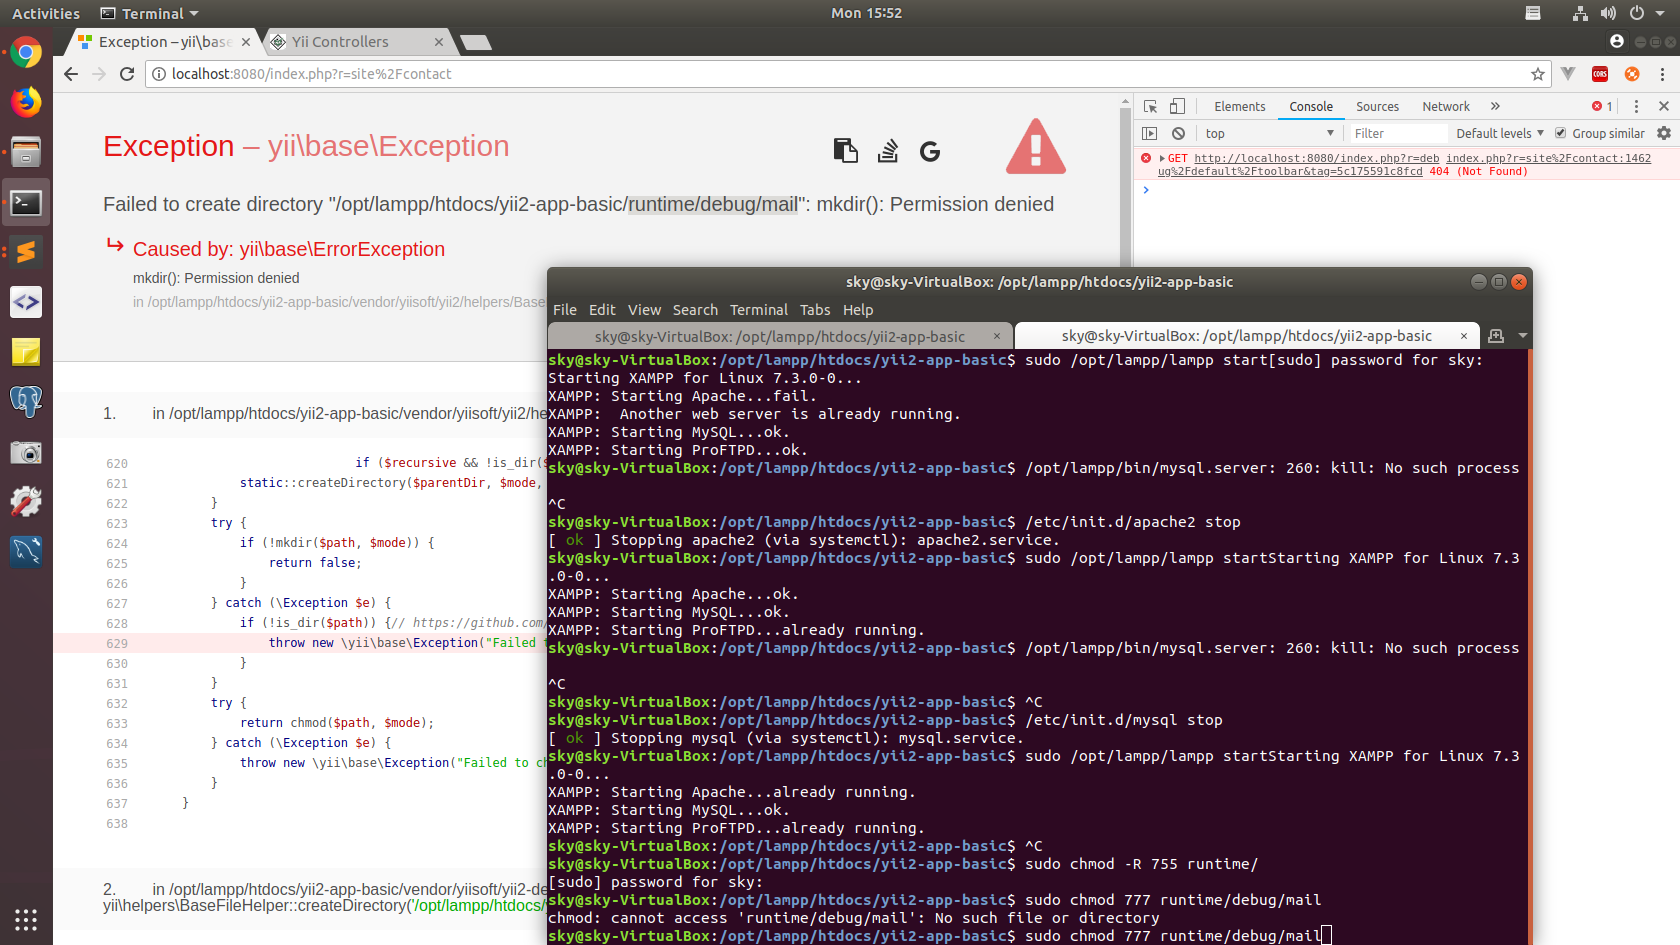 Activities
Terminal
Mon 15:52
Exception – yii\base
Yii Controllers
localhost:8080/index.php?r=site%2Fcontact
CORS
Exception – yii\base\Exception
Failed to create directory "/opt/lampp/htdocs/yii2-app-basic/runtime/debug/mail": mkdir(): Permission denied
Caused by: yii\base\ErrorException
mkdir(): Permission denied
in /opt/lampp/htdocs/yii2-app-basic/vendor/yiisoft/yii2/helpers/Base
1. in /opt/lampp/htdocs/yii2-app-basic/vendor/yiisoft/yii2/he
620 if ($recursive && !is_dir($
621 static::createDirectory($parentDir, $mode,
622 }
623 try {
624 if (!mkdir($path, $mode)) {
625 return false;
626 }
627 } catch (\Exception $e) {
628 if (!is_dir($path)) {// https://github.com/
629 throw new \yii\base\Exception("Failed t
630 }
631 }
632 try {
633 return chmod($path, $mode);
634 } catch (\Exception $e) {
635 throw new \yii\base\Exception("Failed to ch
636 }
637 }
638
2. in /opt/lampp/htdocs/yii2-app-basic/vendor/yiisoft/yii2-de
yii\helpers\BaseFileHelper::createDirectory('/opt/lampp/htdocs/
Elements Console Sources Network » 1
top Filter Default levels Group similar
GET http://localhost:8080/index.php?r=deb index.php?r=site%2Fcontact:1462
ug%2Fdefault%2Ftoolbar&tag=5c175591c8fcd 404 (Not Found)
sky@sky-VirtualBox: /opt/lampp/htdocs/yii2-app-basic
File Edit View Search Terminal Tabs Help
sky@sky-VirtualBox: /opt/lampp/htdocs/yii2-app-basic
sky@sky-VirtualBox: /opt/lampp/htdocs/yii2-app-basic
sky@sky-VirtualBox:/opt/lampp/htdocs/yii2-app-basic$ sudo /opt/lampp/lampp start[sudo] password for sky:
Starting XAMPP for Linux 7.3.0-0...
XAMPP: Starting Apache...fail.
XAMPP:  Another web server is already running.
XAMPP: Starting MySQL...ok.
XAMPP: Starting ProFTPD...ok.
sky@sky-VirtualBox:/opt/lampp/htdocs/yii2-app-basic$ /opt/lampp/bin/mysql.server: 260: kill: No such process
^C
sky@sky-VirtualBox:/opt/lampp/htdocs/yii2-app-basic$ /etc/init.d/apache2 stop
[ ok ] Stopping apache2 (via systemctl): apache2.service.
sky@sky-VirtualBox:/opt/lampp/htdocs/yii2-app-basic$ sudo /opt/lampp/lampp startStarting XAMPP for Linux 7.3
.0-0...
XAMPP: Starting Apache...ok.
XAMPP: Starting MySQL...ok.
XAMPP: Starting ProFTPD...already running.
sky@sky-VirtualBox:/opt/lampp/htdocs/yii2-app-basic$ /opt/lampp/bin/mysql.server: 260: kill: No such process
^C
sky@sky-VirtualBox:/opt/lampp/htdocs/yii2-app-basic$ ^C
sky@sky-VirtualBox:/opt/lampp/htdocs/yii2-app-basic$ /etc/init.d/mysql stop
[ ok ] Stopping mysql (via systemctl): mysql.service.
sky@sky-VirtualBox:/opt/lampp/htdocs/yii2-app-basic$ sudo /opt/lampp/lampp startStarting XAMPP for Linux 7.3
.0-0...
XAMPP: Starting Apache...already running.
XAMPP: Starting MySQL...ok.
XAMPP: Starting ProFTPD...already running.
sky@sky-VirtualBox:/opt/lampp/htdocs/yii2-app-basic$ ^C
sky@sky-VirtualBox:/opt/lampp/htdocs/yii2-app-basic$ sudo chmod -R 755 runtime/
[sudo] password for sky:
sky@sky-VirtualBox:/opt/lampp/htdocs/yii2-app-basic$ sudo chmod 777 runtime/debug/mail
chmod: cannot access 'runtime/debug/mail': No such file or directory
sky@sky-VirtualBox:/opt/lampp/htdocs/yii2-app-basic$ sudo chmod 777 runtime/debug/mail